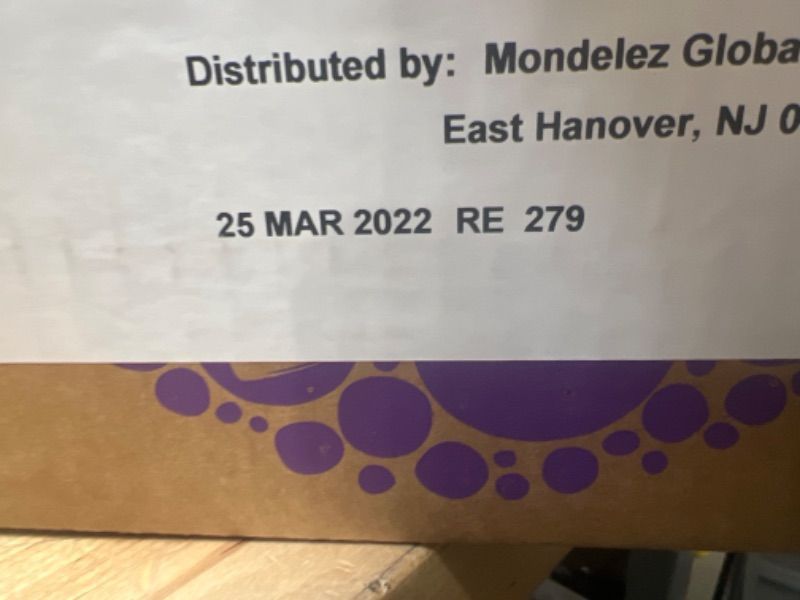 Distributed by: Mondelez Globa
East Hanover, NJ 0
25 MAR 2022 RE 279